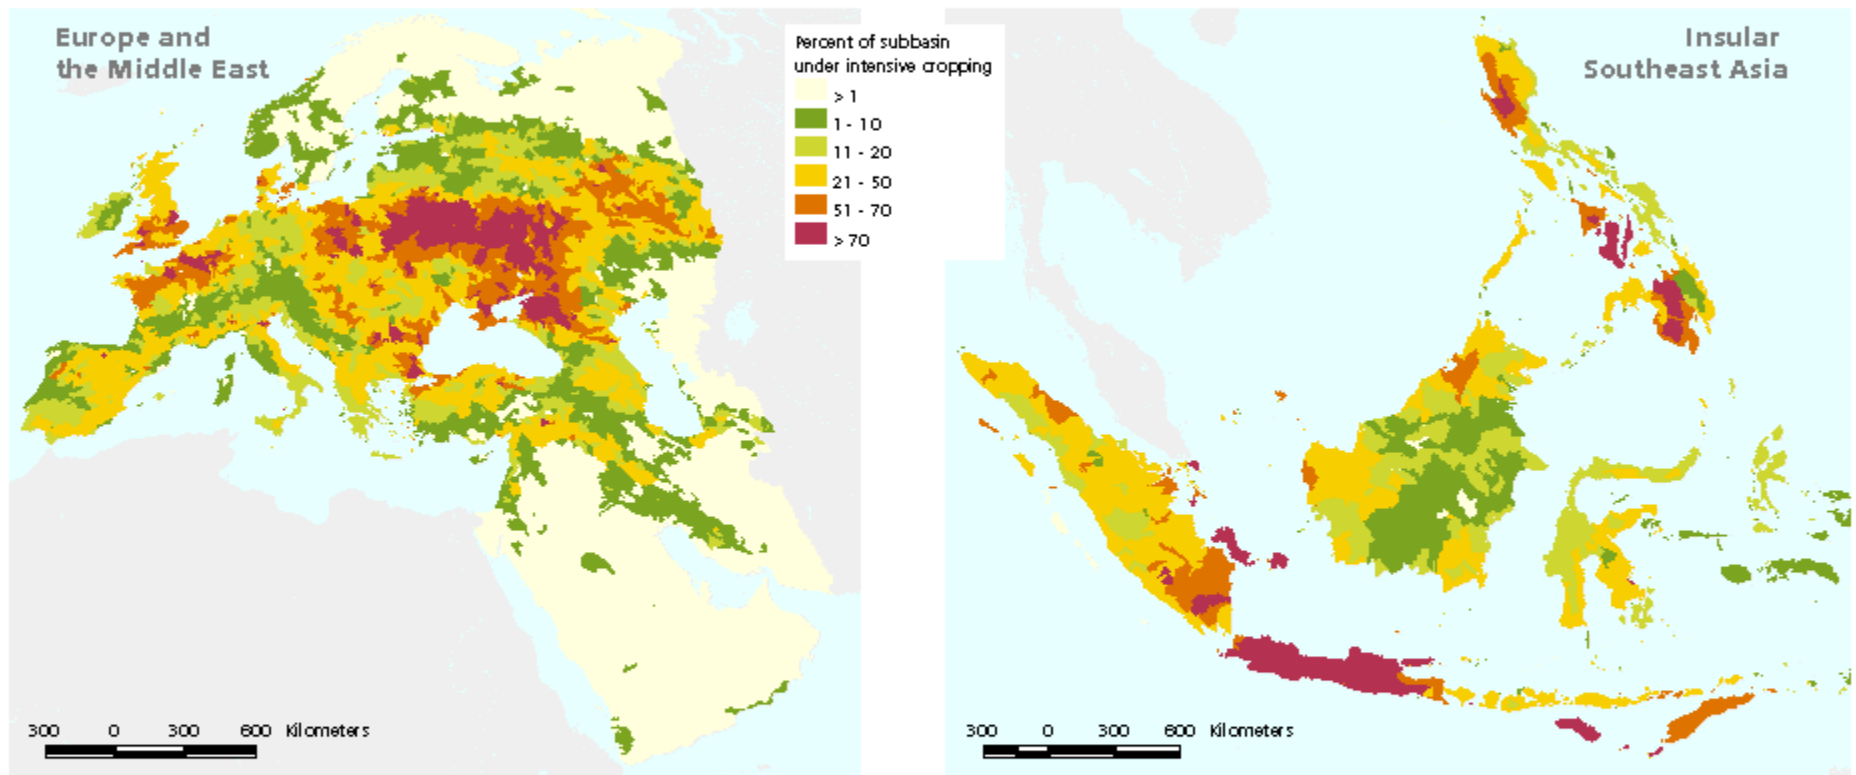 Europe and
the Middle East
Percent of subbasin
under intensive cropping
> 1
1 - 10
11 - 20
21 - 50
51 - 70
> 70
300 0 300 600 Kilometers
Insular
Southeast Asia
300 0 300 600 Kilometers